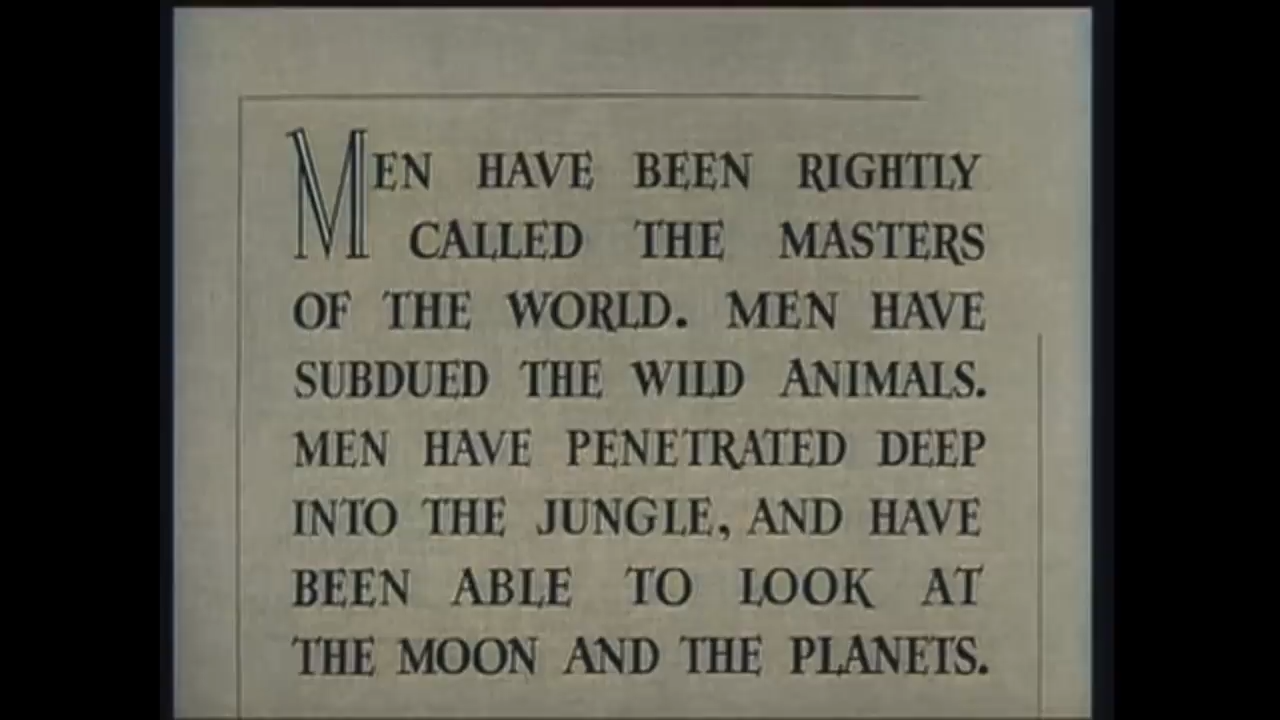 MEN HAVE BEEN RIGHTLY
CALLED THE MASTERS
OF THE WORLD. MEN HAVE
SUBDUED THE WILD ANIMALS.
MEN HAVE PENETRATED DEEP
INTO THE JUNGLE, AND HAVE
BEEN ABLE TO LOOK AT
THE MOON AND THE PLANETS.